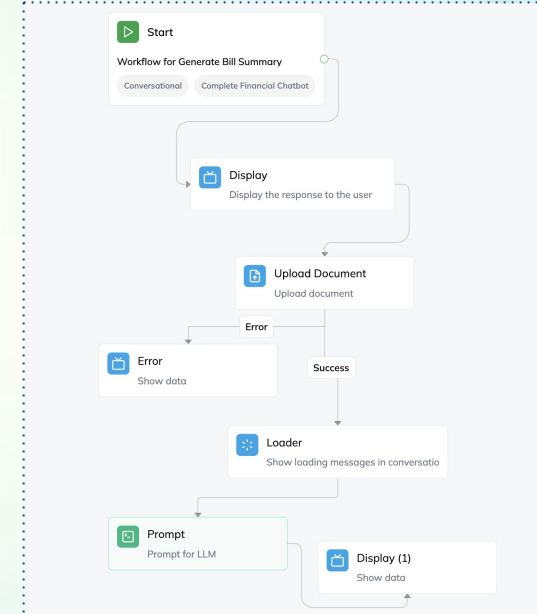 Start
Workflow for Generate Bill Summary
Conversational Complete Financial Chatbot
Display
Display the response to the user
Upload Document
Upload document
Error
Error
Show data
Success
Loader
Show loading messages in conversatio
Prompt
Prompt for LLM
Display (1)
Show data